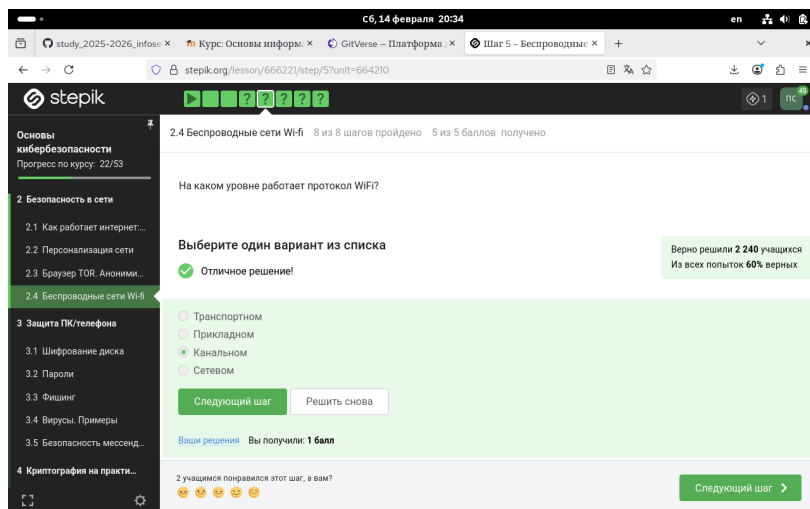 Сб, 14 февраля 20:34
en
study_2025-2026_infose
Курс: Основы информа
GitVerse – Платформа
Шаг 5 – Беспроводные
stepik.org/lesson/666221/step/5?unit=664210
stepik
1
ПС
45
Основы кибербезопасности
Прогресс по курсу: 22/53
2 Безопасность в сети
2.1 Как работает интернет:...
2.2 Персонализация сети
2.3 Браузер TOR. Анонами...
2.4 Беспроводные сети Wi-fi
3 Защита ПК/телефона
3.1 Шифрование диска
3.2 Пароли
3.3 Фишинг
3.4 Вирусы. Примеры
3.5 Безопасность мессенд...
4 Криптография на практи...
2.4 Беспроводные сети Wi-fi 8 из 8 шагов пройдено 5 из 5 баллов получено
На каком уровне работает протокол WiFi?
Выберите один вариант из списка
Отличное решение!
Верно решили 2 240 учащихся
Из всех попыток 60% верных
Транспортном
Прикладном
Канальном
Сетевом
Следующий шаг
Решить снова
Ваши решения Вы получили: 1 балл
2 учащимся понравился этот шаг, а вам?
Следующий шаг